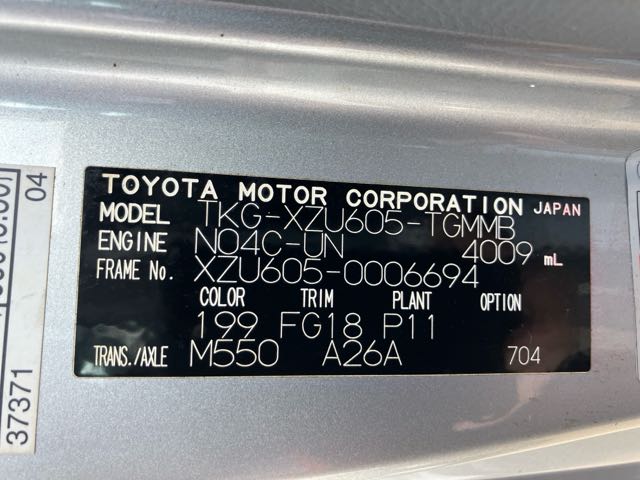 TOYOTA MOTOR CORPORATION JAPAN
MODEL TKG-XZU605-TGMMB
ENGINE N04C-UN 4009 mL
FRAME No. XZU605-0006694
COLOR TRIM PLANT OPTION
199 FG18 P11
TRANS./AXLE M550 A26A 704
04
37371